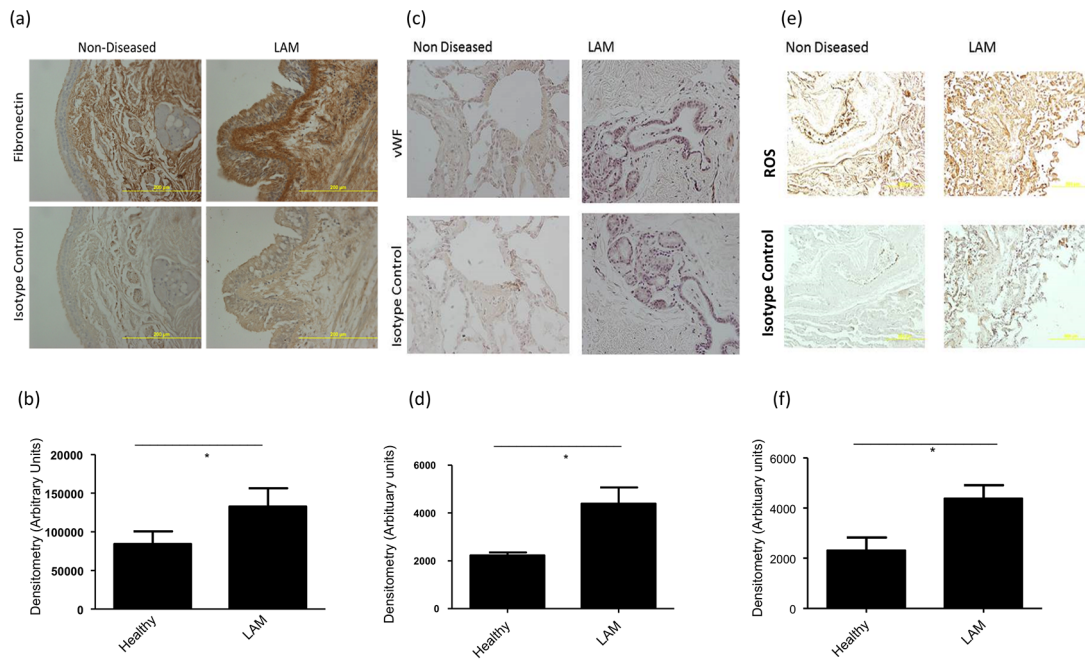 (a)
Non-Diseased
LAM
Fibronectin
Isotype Control
200 µm
200 µm
200 µm
200 µm
(c)
Non Diseased
LAM
vWF
Isotype Control
(e)
Non Diseased
LAM
ROS
Isotype Control
(b)
Densitometry (Arbitrary Units)
20000
150000
100000
50000
0
*
Healthy
LAM
(d)
Densitometry (Arbituary units)
6000
4000
2000
0
*
Healthy
LAM
(f)
Densitometry (Arbituary units)
6000
4000
2000
0
*
Healthy
LAM